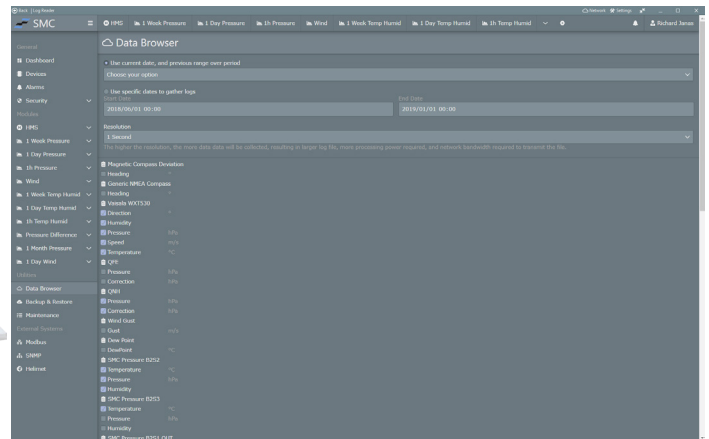 Back | Log Reader
Network Settings
SMC
HMS 1 Week Pressure 1 Day Pressure 1h Pressure Wind 1 Week Temp Humid 1 Day Temp Humid 1h Temp Humid
Richard Janse
General
Dashboard
Devices
Alarms
Security
Modules
HMS
1 Week Pressure
1 Day Pressure
1h Pressure
Wind
1 Week Temp Humid
1 Day Temp Humid
1h Temp Humid
Pressure Difference
1 Month Pressure
1 Day Wind
Utilities
Data Browser
Backup & Restore
Maintenance
External Systems
Modbus
SNMP
Helinet
Data Browser
Use current date, and previous range over period
Choose your option
Use specific dates to gather logs
Start Date End Date
2018/06/01 00:00 2019/01/01 00:00
Resolution
1 Second
The higher the resolution, the more data will be collected, resulting in larger log file, more processing power required, and network bandwidth required to transmit the file.
Magnetic Compass Deviation
Heading °
Generic NMEA Compass
Heading °
Vaisala WXT530
Direction °
Humidity
Pressure hPa
Speed m/s
Temperature °C
QFE
Pressure hPa
Correction hPa
QNH
Pressure hPa
Correction hPa
Wind Gust
Gust m/s
Dew Point
DewPoint °C
SMC Pressure B2S2
Temperature °C
Pressure hPa
Humidity
SMC Pressure B2S3
Temperature °C
Pressure hPa
Humidity
SMC Pressure B2S1 OUT